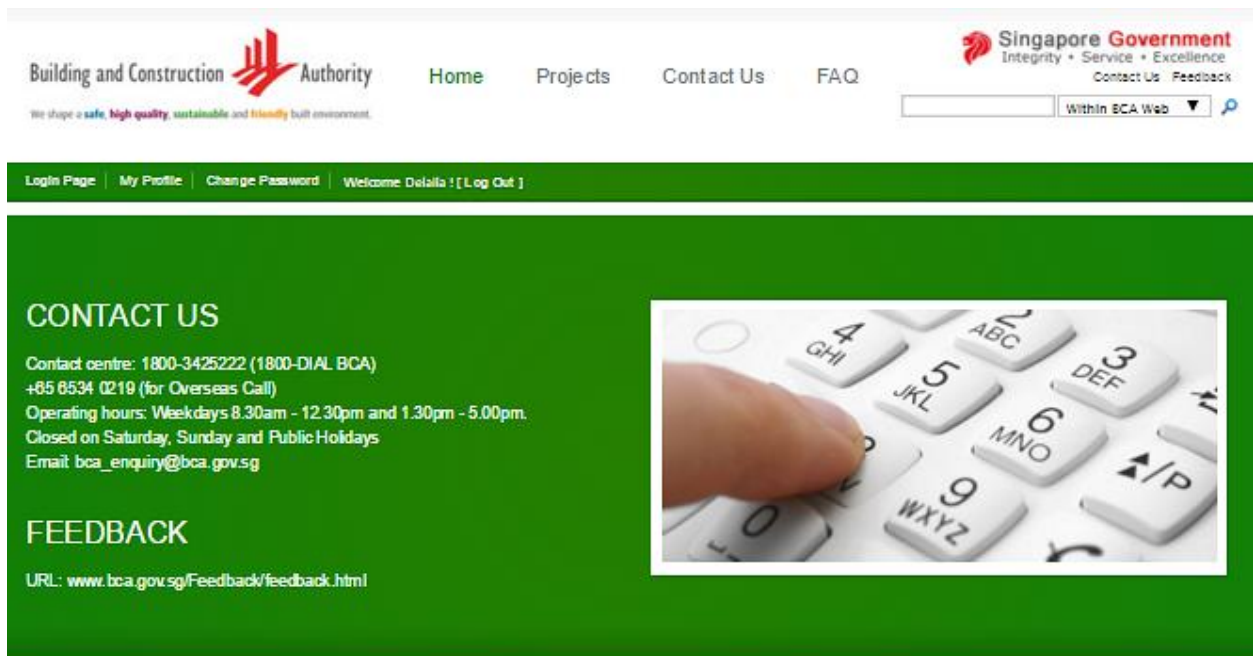 Building and Construction Authority
We shape a safe, high quality, sustainable and friendly built environment.
Home Projects Contact Us FAQ
Singapore Government
Integrity • Service • Excellence
Contact Us Feedback
Within BCA Web ▼
Login Page | My Profile | Change Password | Welcome Delaila ! [ Log Out ]
CONTACT US
Contact centre: 1800-3425222 (1800-DIAL BCA)
+65 6534 0219 (for Overseas Call)
Operating hours: Weekdays 8.30am - 12.30pm and 1.30pm - 5.00pm.
Closed on Saturday, Sunday and Public Holidays
Email: bca_enquiry@bca.gov.sg
FEEDBACK
URL: www.bca.gov.sg/Feedback/feedback.html
2 ABC
3 DEF
4 GHI
5 JKL
6 MNO
9 WXYZ
0
/P